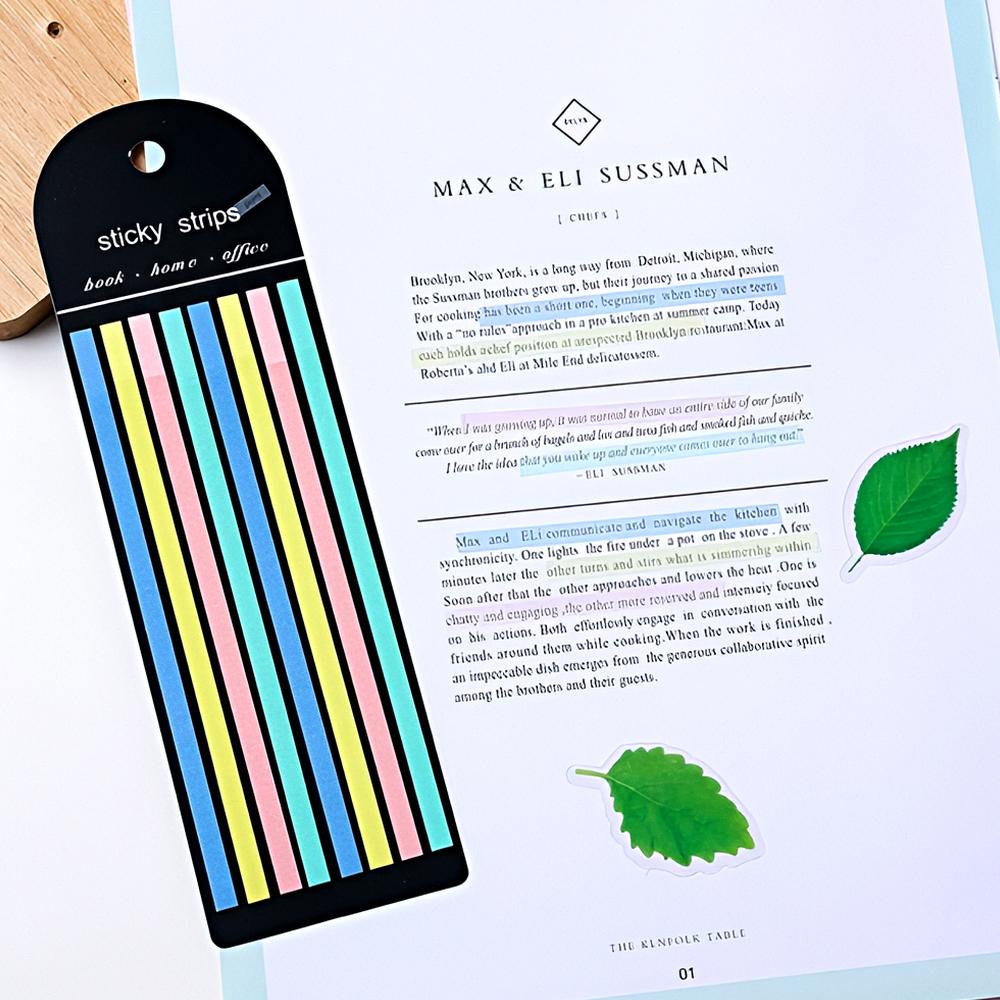 sticky strips
book · home · office
MAX & ELI SUSSMAN
[ CHEFS ]
Brooklyn, New York, is a long way from Detroit, Michigan, where
the Sussman brothers grew up, but their journey to a shared passion
For cooking has been a short one, beginning when they were teens
With a "no rules" approach in a pro kitchen at summer camp. Today
each holds a chef position at a respected Brooklyn restaurant: Max at
Roberta's and Eli at Mile End delicatessen.
"When I was growing up, it was normal to have an entire side of our family
come over for a brunch of bagels and lox and tuna fish and smoked fish and quiche.
I love the idea that you wake up and everyone comes over to hang out."
–ELI SUSSMAN
Max and ELi communicate and navigate the kitchen with
synchronicity. One lights the fire under a pot on the stove . A few
minutes later the other turns and stirs what is simmering within
Soon after that the other approaches and lowers the heat .One is
chatty and engaging ,the other more reserved and intensely focused
on his actions. Both effortlessly engage in conversation with the
friends around them while cooking.When the work is finished .
an impeccable dish emerges from the generous collaborative spirit
among the brothers and their guests.
THE KINFOLK TABLE
01